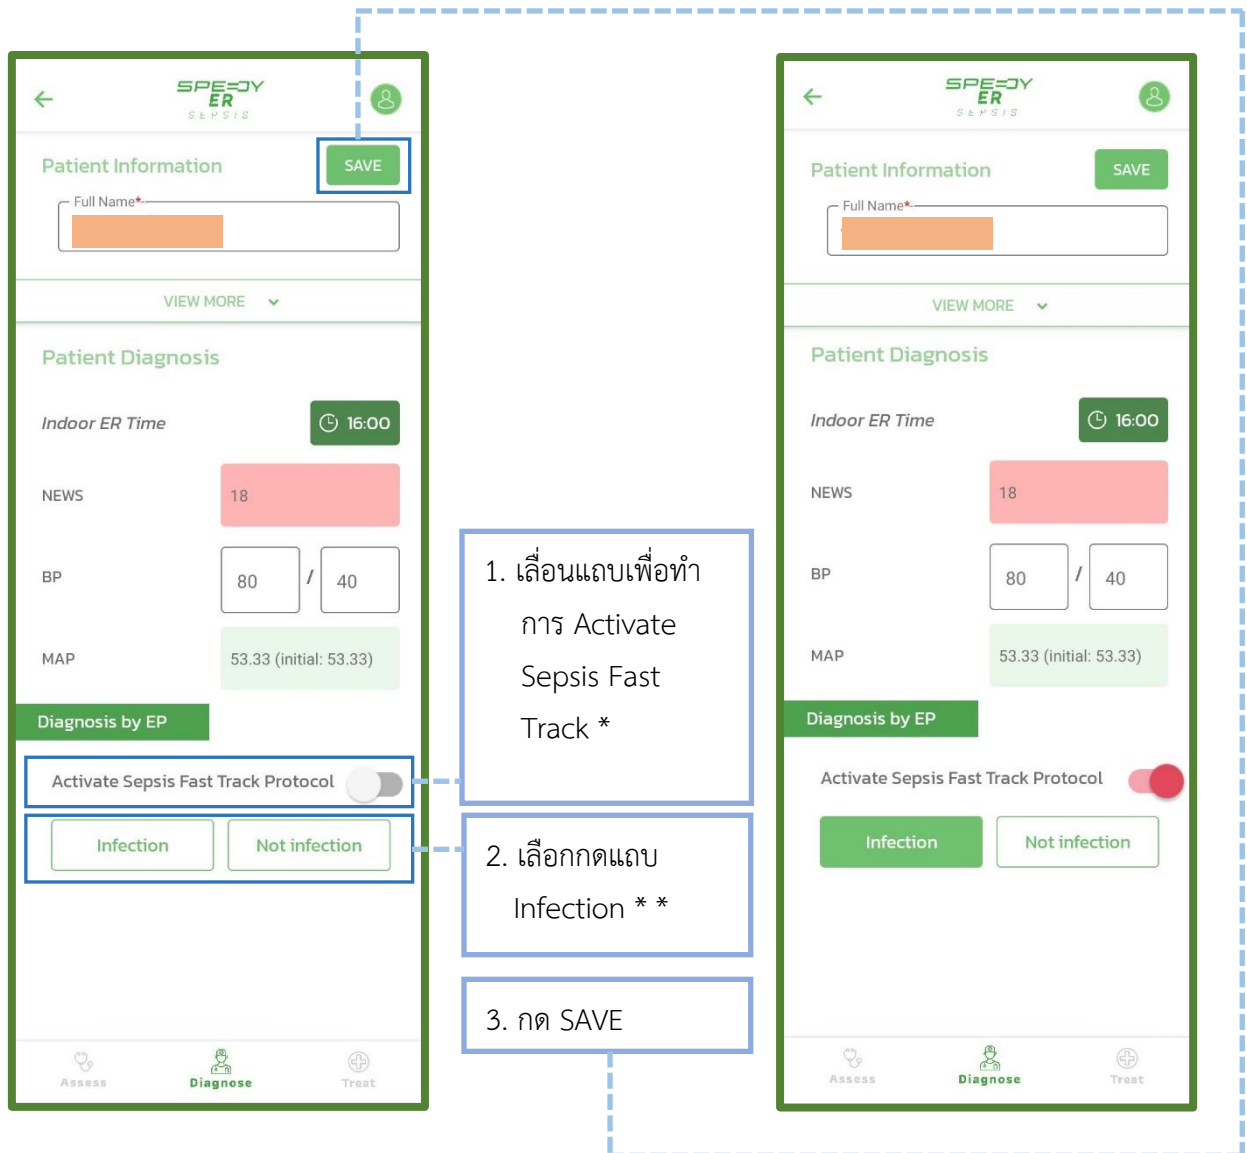 SPEEDY
ER
SEPSIS
Patient Information
SAVE
Full Name*
VIEW MORE
Patient Diagnosis
Indoor ER Time
16:00
NEWS
18
BP
80 / 40
MAP
53.33 (initial: 53.33)
Diagnosis by EP
Activate Sepsis Fast Track Protocol
Infection
Not infection
Assess
Diagnose
Treat
1. เลื่อนแถบเพื่อทำ
การ Activate
Sepsis Fast
Track *
2. เลือกกดแถบ
Infection * *
3. กด SAVE
SPEEDY
ER
SEPSIS
Patient Information
SAVE
Full Name*
VIEW MORE
Patient Diagnosis
Indoor ER Time
16:00
NEWS
18
BP
80 / 40
MAP
53.33 (initial: 53.33)
Diagnosis by EP
Activate Sepsis Fast Track Protocol
Infection
Not infection
Assess
Diagnose
Treat